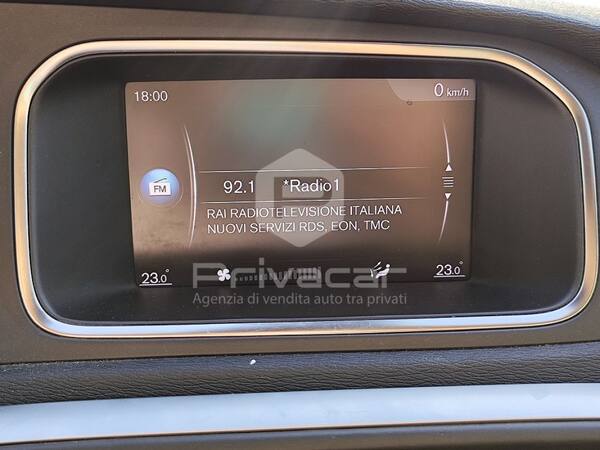 18:00
0 km/h
FM
92.1 *Radio1
RAI RADIOTELEVISIONE ITALIANA
NUOVI SERVIZI RDS, EON, TMC
23.0°
23.0°
Privacar
Agenzia di vendita auto tra privati